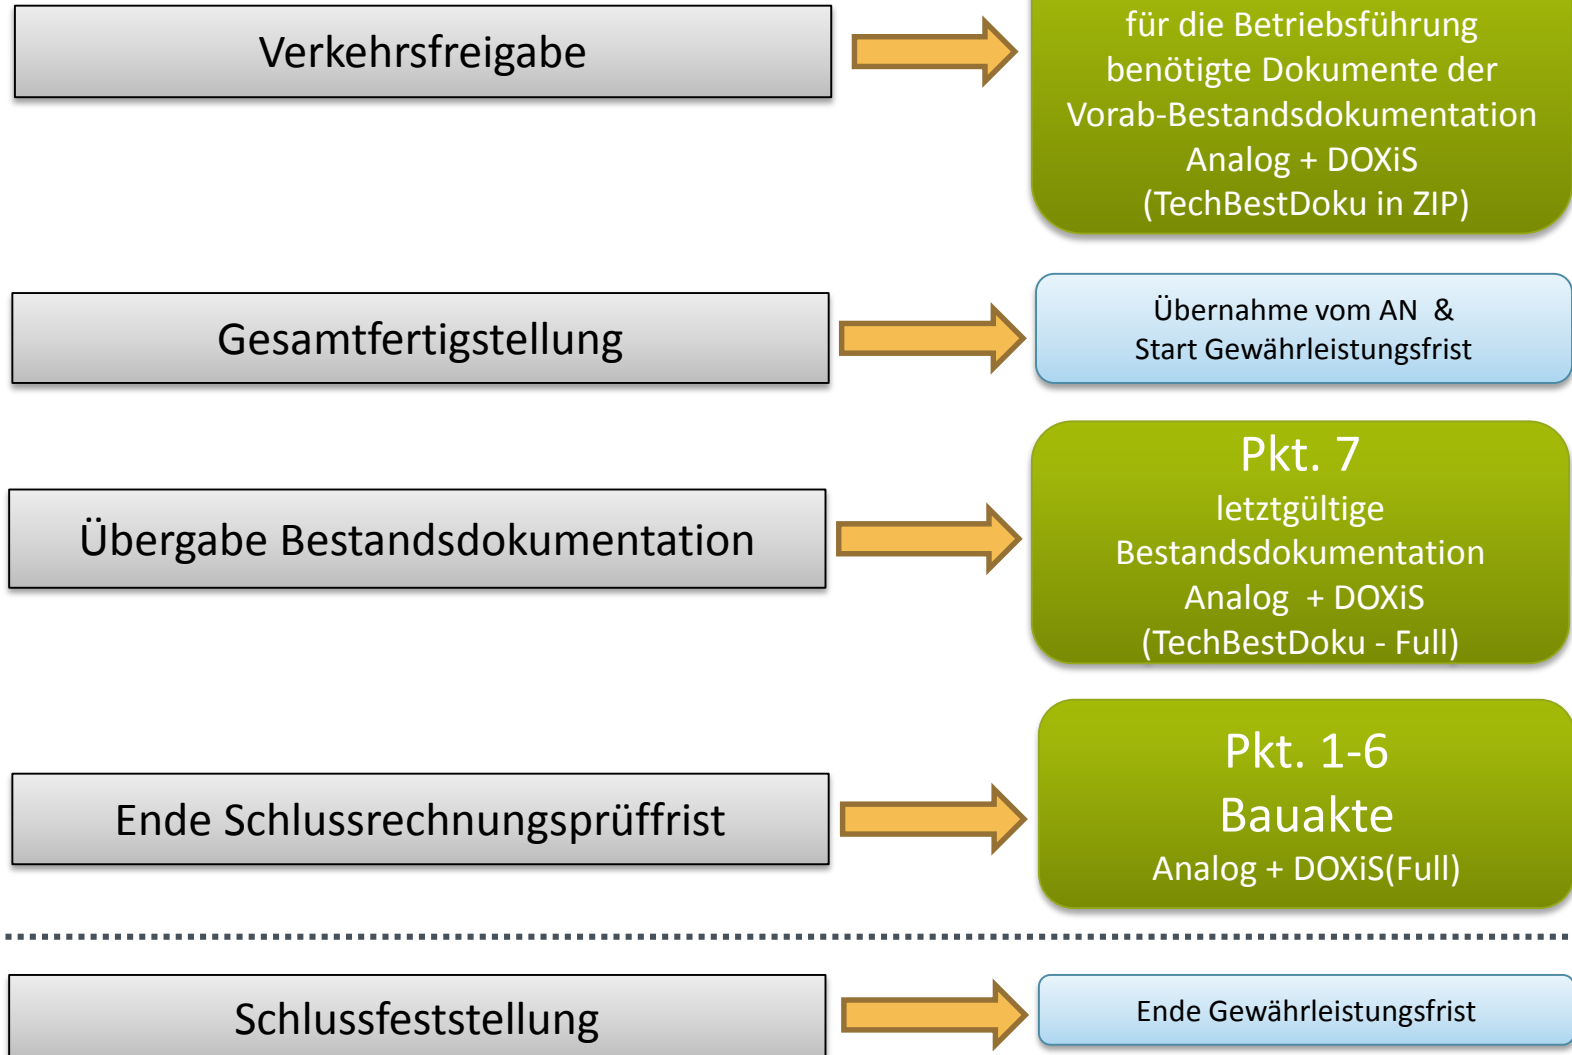 Verkehrsfreigabe
für die Betriebsführung
benötigte Dokumente der
Vorab-Bestandsdokumentation
Analog + DOXiS
(TechBestDoku in ZIP)
Gesamtfertigstellung
Übernahme vom AN &
Start Gewährleistungsfrist
Übergabe Bestandsdokumentation
Pkt. 7
letztgültige
Bestandsdokumentation
Analog + DOXiS
(TechBestDoku - Full)
Ende Schlussrechnungsprüffrist
Pkt. 1-6
Bauakte
Analog + DOXiS(Full)
Schlussfeststellung
Ende Gewährleistungsfrist